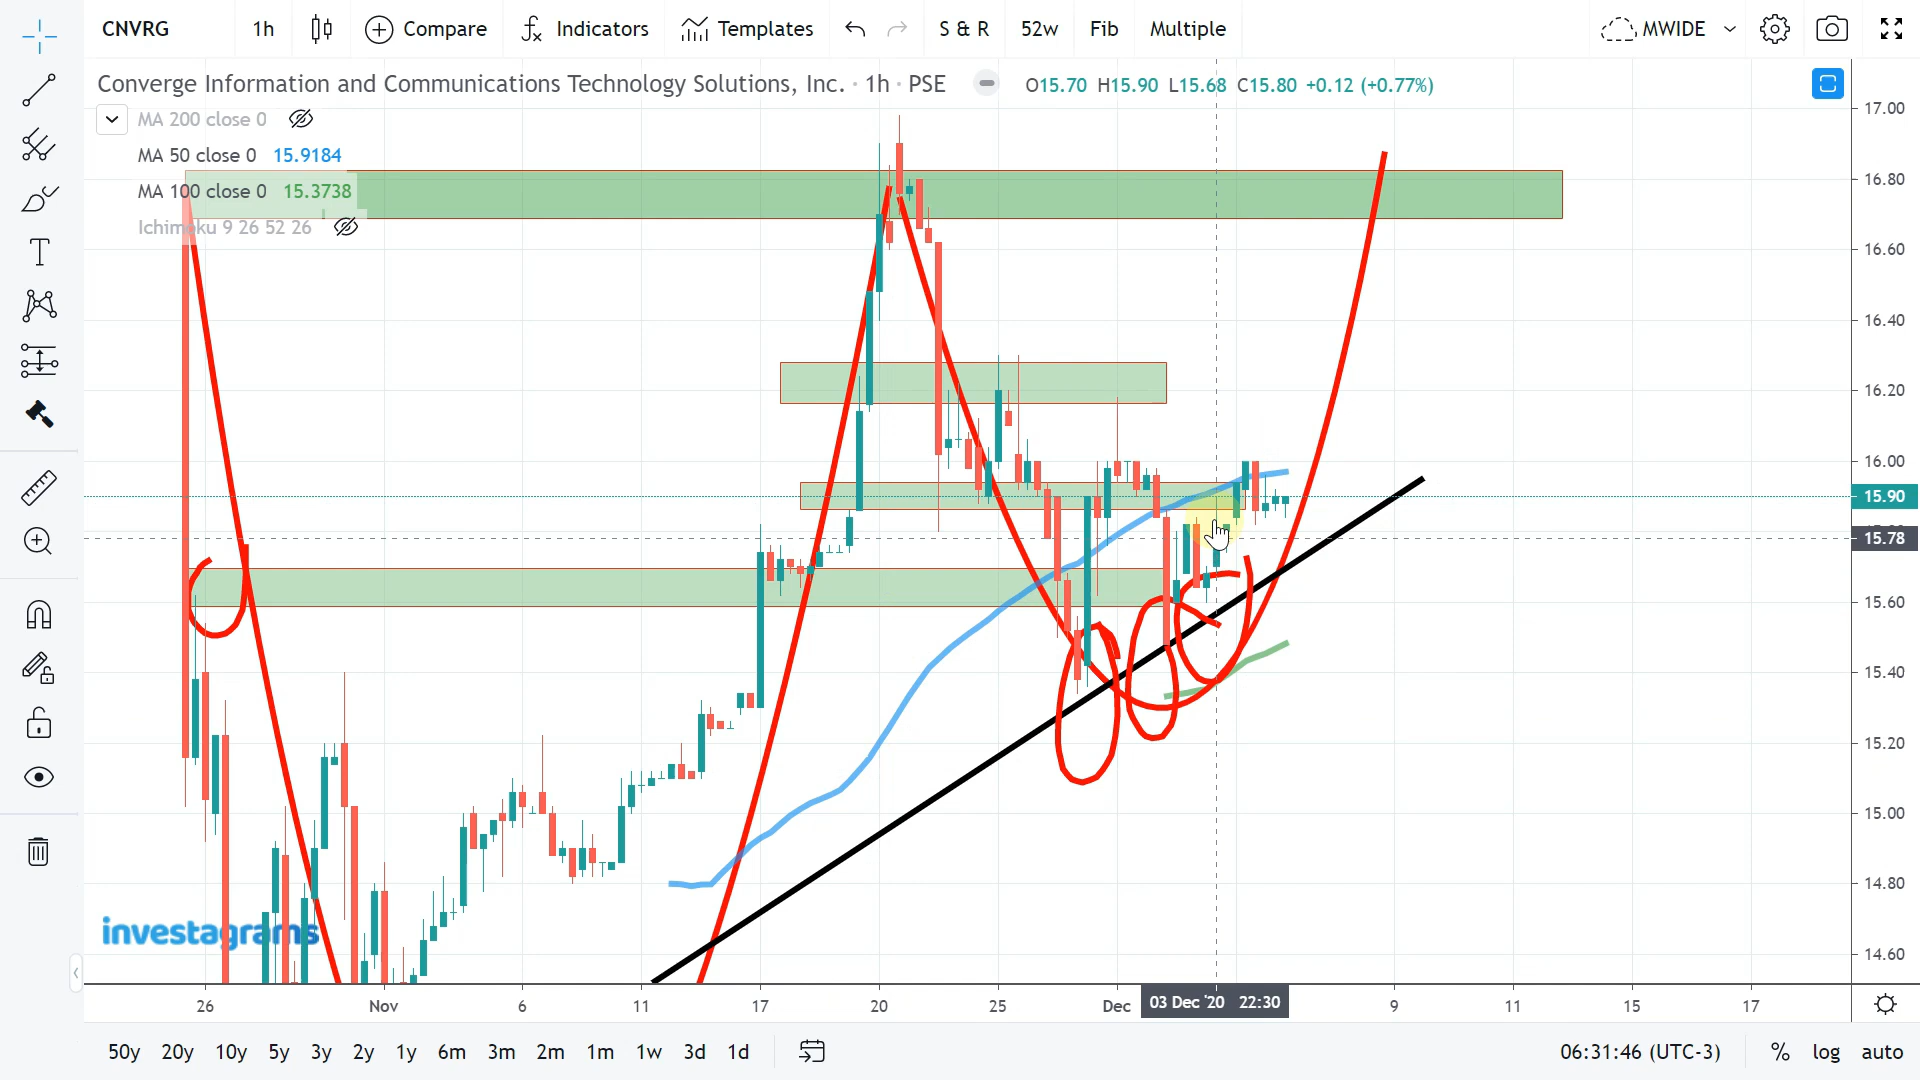 CNVRG 1h Compare Indicators Templates S & R 52w Fib Multiple MWIDE
Converge Information and Communications Technology Solutions, Inc. · 1h · PSE O15.70 H15.90 L15.68 C15.80 +0.12 (+0.77%)
MA 200 close 0
MA 50 close 0 15.9184
MA 100 close 0 15.3738
Ichimoku 9 26 52 26
17.00
16.80
16.60
16.40
16.20
16.00
15.90
15.78
15.60
15.40
15.20
15.00
14.80
14.60
investagrams
26 Nov 6 11 17 20 25 Dec 03 Dec '20 22:30 9 11 15 17
50y 20y 10y 5y 3y 2y 1y 6m 3m 2m 1m 1w 3d 1d 06:31:46 (UTC-3) % log auto